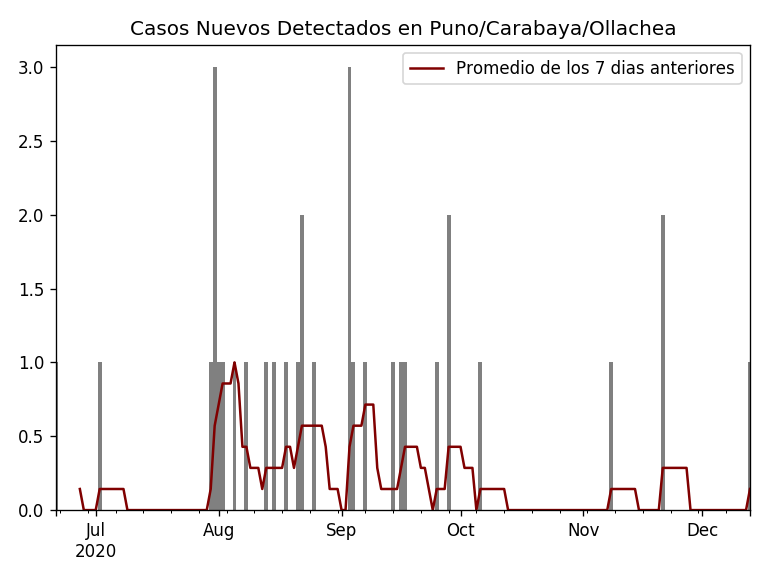 Casos Nuevos Detectados en Puno/Carabaya/Ollachea
Promedio de los 7 dias anteriores
3.0
2.5
2.0
1.5
1.0
0.5
0.0
Jul Aug Sep Oct Nov Dec
2020